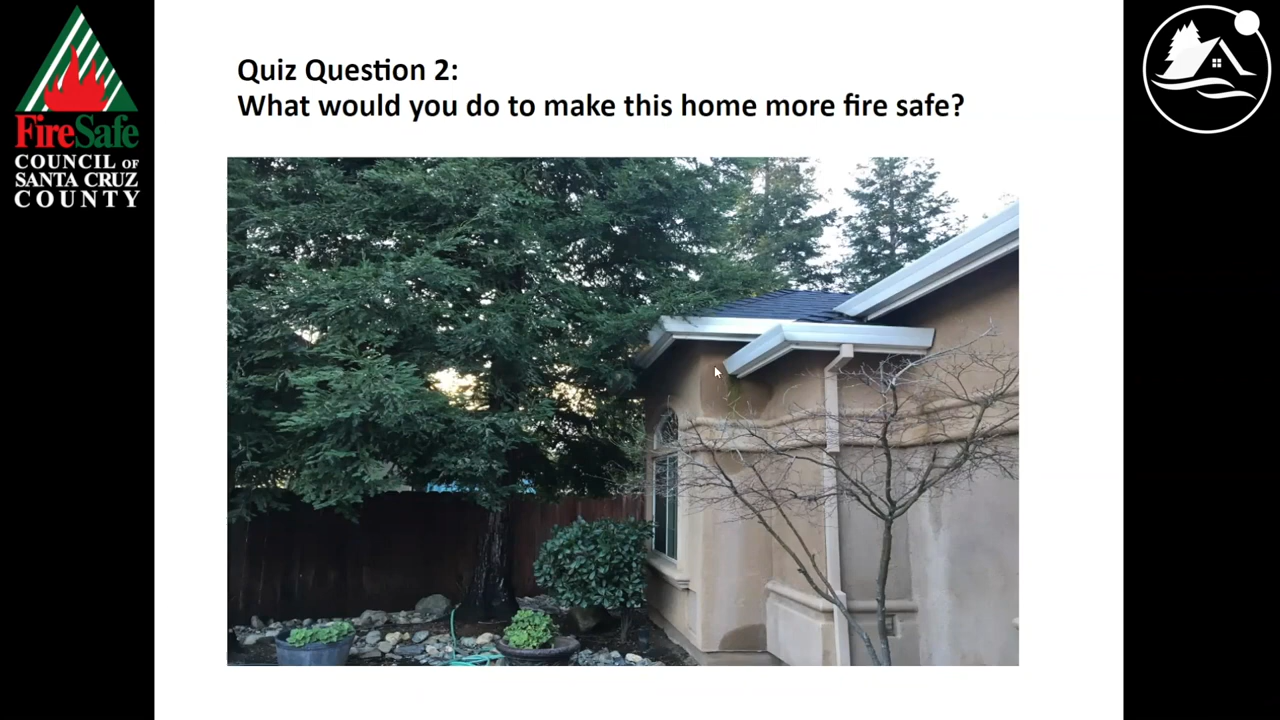 Quiz Question 2:
What would you do to make this home more fire safe?
FireSafe
COUNCIL OF
SANTA CRUZ
COUNTY